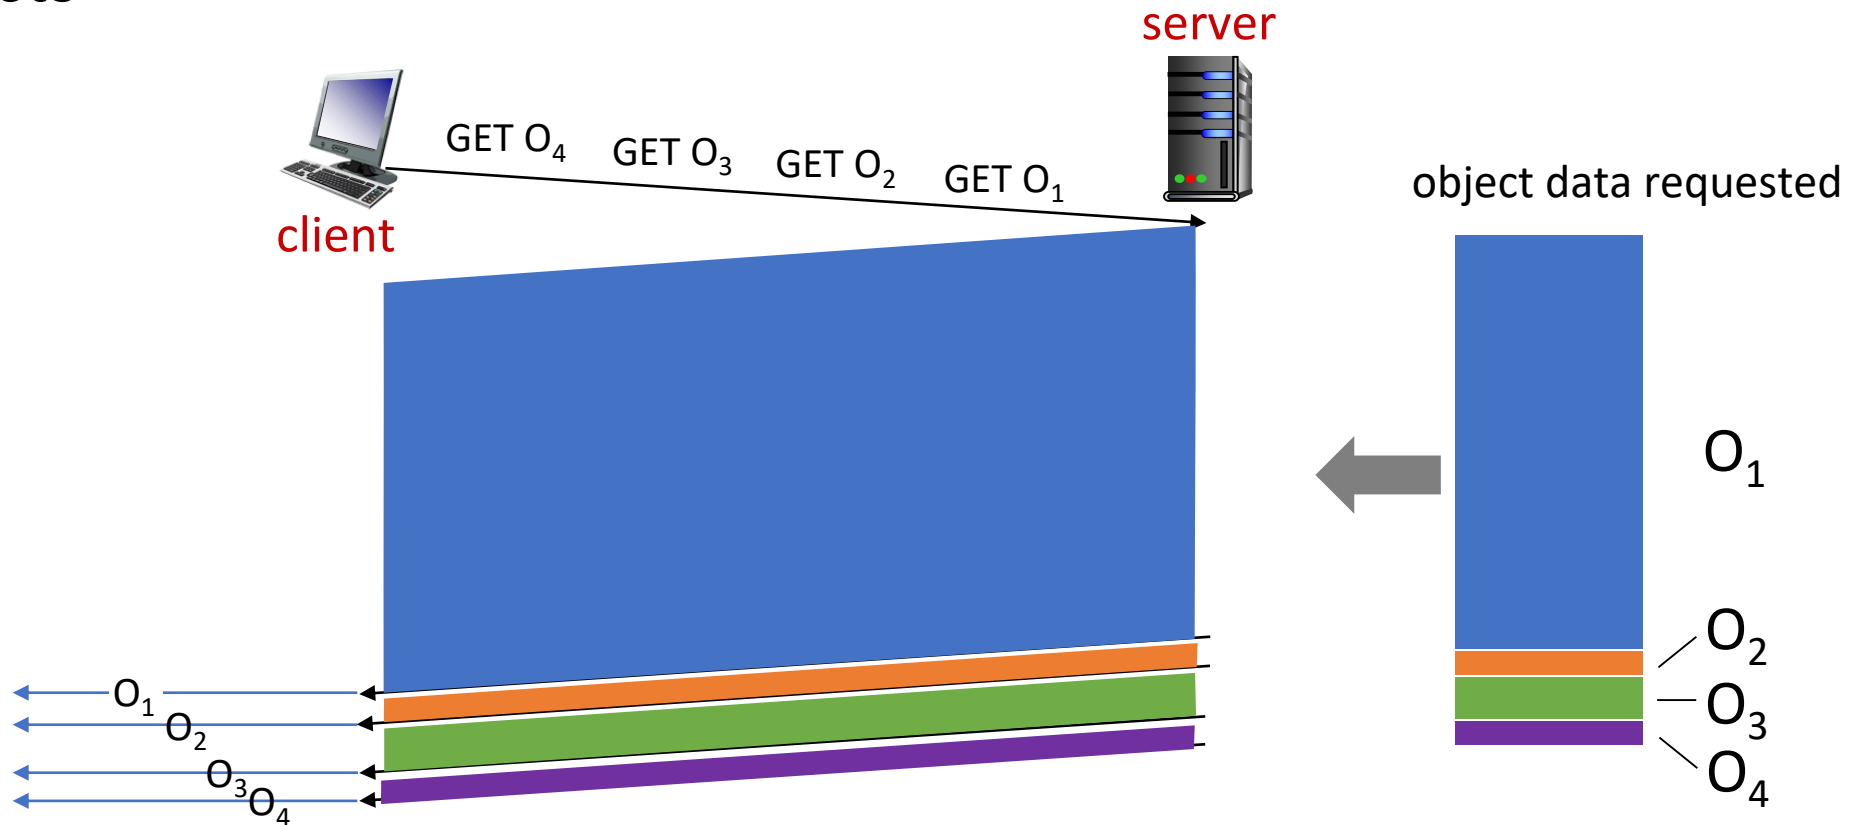 server
GET O₄ GET O₃ GET O₂ GET O₁
object data requested
client
O₁
O₂
O₃
O₄
O₁
O₂
O₃
O₄